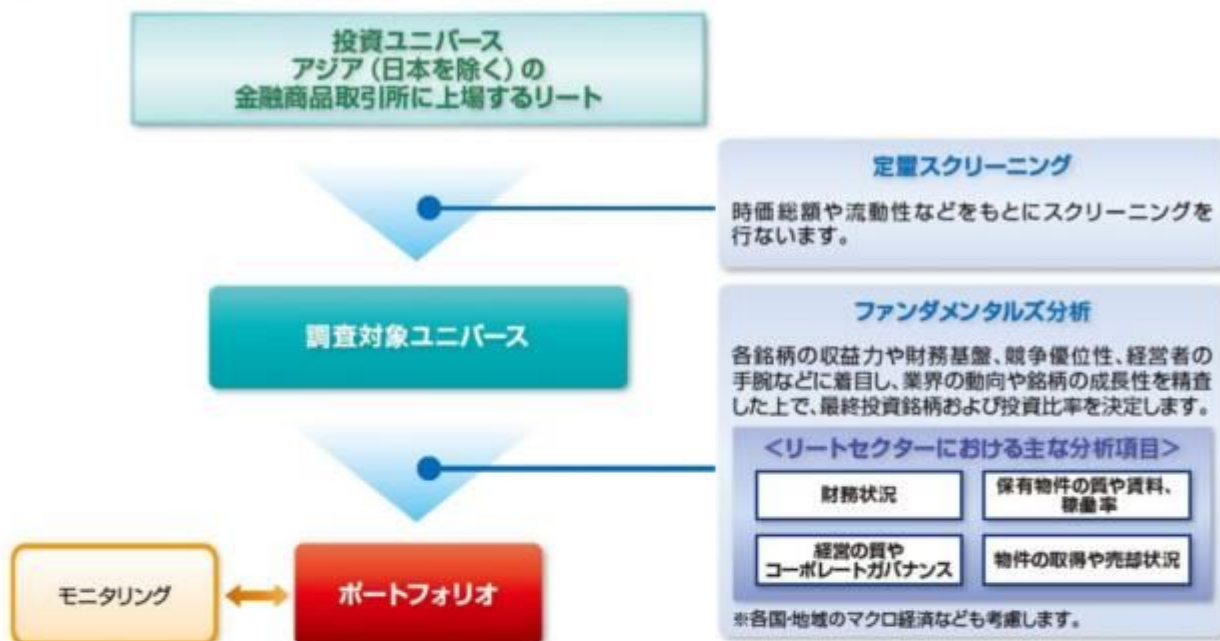 投資ユニバース
アジア(日本を除く)の
金融商品取引所に上場するリート
定量スクリーニング
時価総額や流動性などをもとにスクリーニングを
行ないます。
調査対象ユニバース
ファンダメンタルズ分析
各銘柄の収益力や財務基盤、競争優位性、経営者の
手腕などに着目し、業界の動向や銘柄の成長性を精査
した上で、最終投資銘柄および投資比率を決定します。
<リートセクターにおける主な分析項目>
財務状況
保有物件の質や賃料、
稼働率
経営の質や
コーポレートガバナンス
物件の取得や売却状況
※各国・地域のマクロ経済なども考慮します。
モニタリング
ポートフォリオ